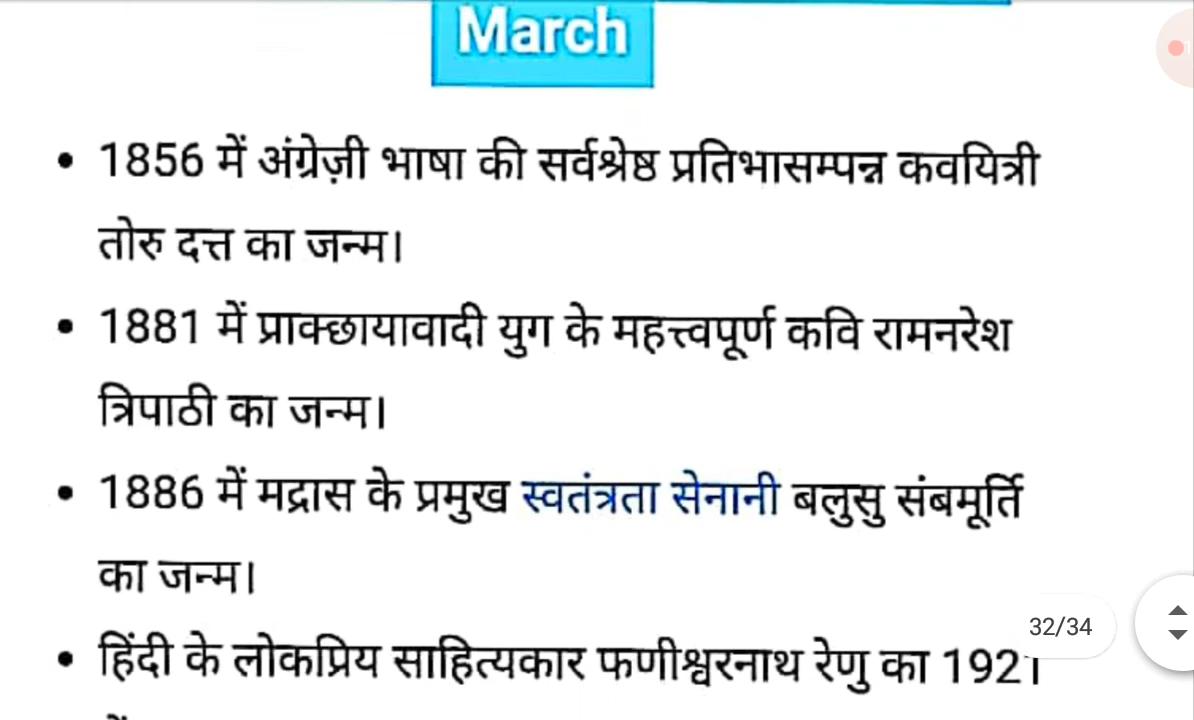 March
• 1856 में अंग्रेज़ी भाषा की सर्वश्रेष्ठ प्रतिभासम्पन्न कवयित्री
तोरु दत्त का जन्म।
• 1881 में प्राक्छायावादी युग के महत्त्वपूर्ण कवि रामनरेश
त्रिपाठी का जन्म।
• 1886 में मद्रास के प्रमुख स्वतंत्रता सेनानी बलुसु संबमूर्ति
का जन्म।
32/34
• हिंदी के लोकप्रिय साहित्यकार फणीश्वरनाथ रेणु का 1921